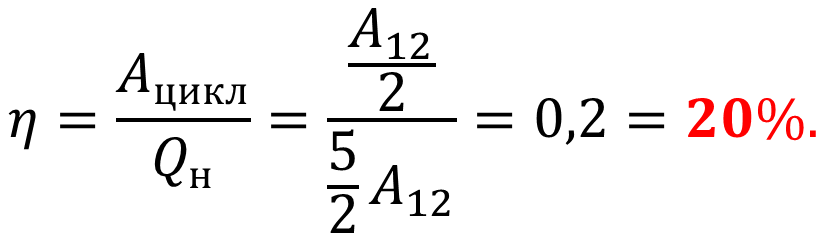 η = A_цикл / Q_н = (A_12 / 2) / (5/2 A_12) = 0,2 = 20%.